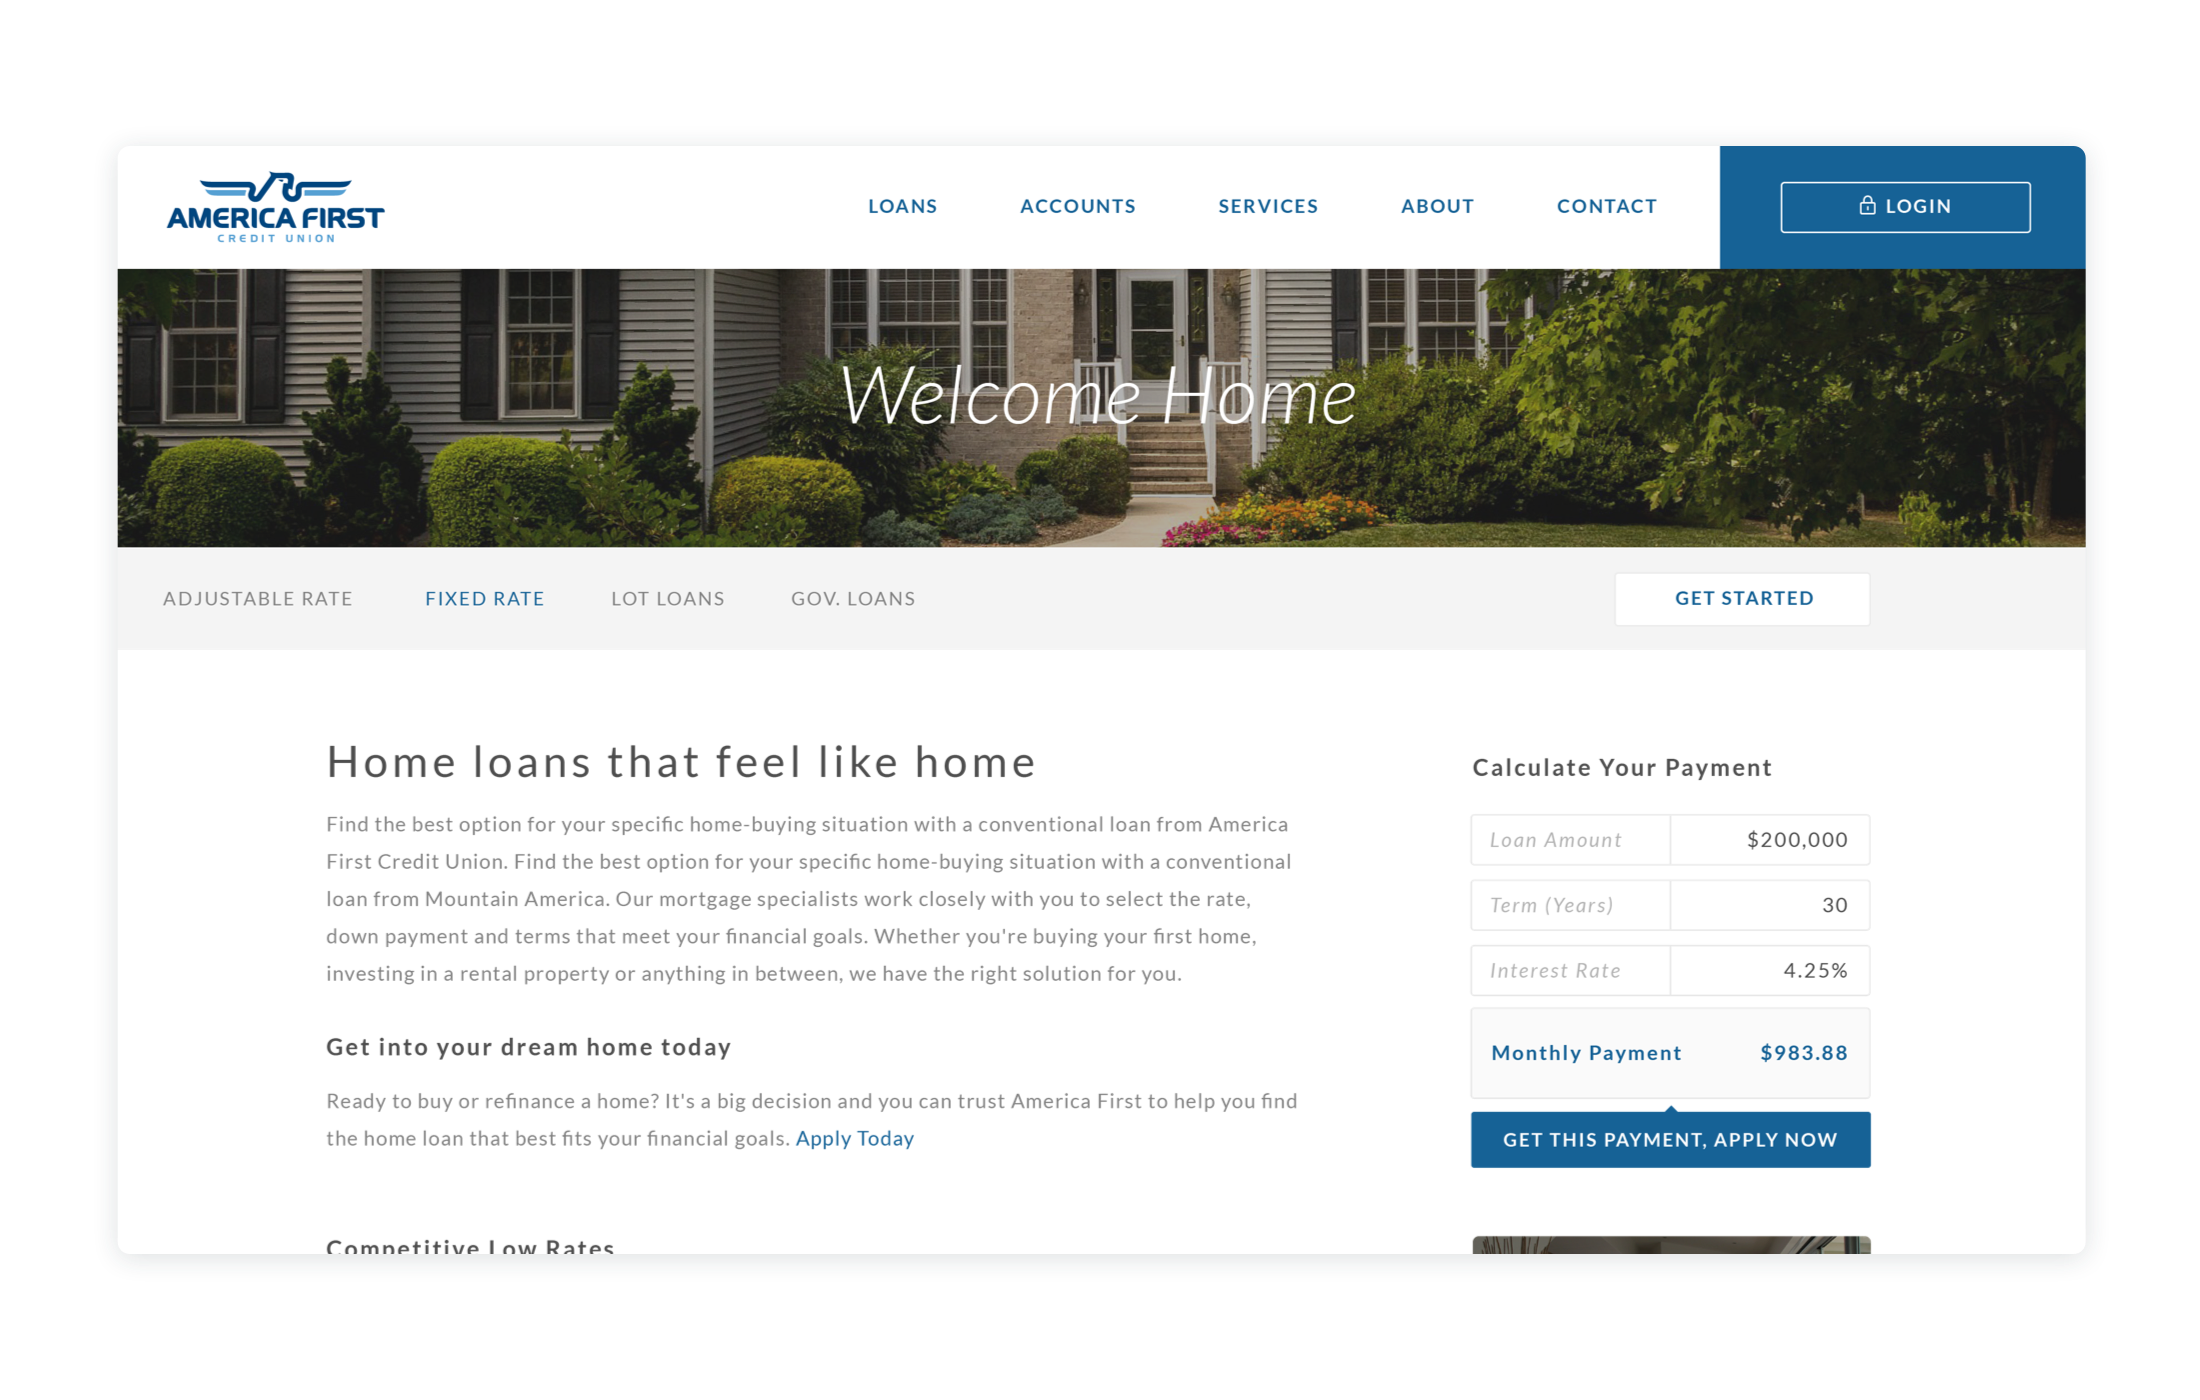 AMERICA FIRST
CREDIT UNION
LOANS
ACCOUNTS
SERVICES
ABOUT
CONTACT
LOGIN
Welcome Home
ADJUSTABLE RATE
FIXED RATE
LOT LOANS
GOV. LOANS
GET STARTED
Home loans that feel like home
Find the best option for your specific home-buying situation with a conventional loan from America
First Credit Union. Find the best option for your specific home-buying situation with a conventional
loan from Mountain America. Our mortgage specialists work closely with you to select the rate,
down payment and terms that meet your financial goals. Whether you're buying your first home,
investing in a rental property or anything in between, we have the right solution for you.
Get into your dream home today
Ready to buy or refinance a home? It's a big decision and you can trust America First to help you find
the home loan that best fits your financial goals. Apply Today
Competitive Low Rates
Calculate Your Payment
Loan Amount $200,000
Term (Years) 30
Interest Rate 4.25%
Monthly Payment $983.88
GET THIS PAYMENT, APPLY NOW